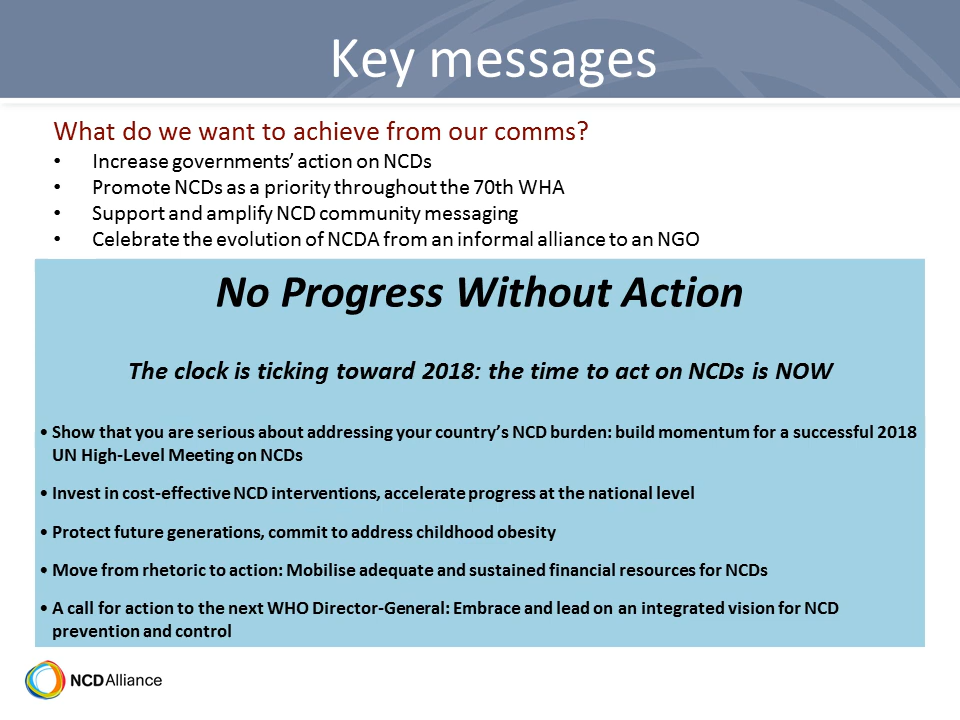 Key messages
What do we want to achieve from our comms?
• Increase governments’ action on NCDs
• Promote NCDs as a priority throughout the 70th WHA
• Support and amplify NCD community messaging
• Celebrate the evolution of NCDA from an informal alliance to an NGO
No Progress Without Action
The clock is ticking toward 2018: the time to act on NCDs is NOW
• Show that you are serious about addressing your country’s NCD burden: build momentum for a successful 2018
UN High-Level Meeting on NCDs
• Invest in cost-effective NCD interventions, accelerate progress at the national level
• Protect future generations, commit to address childhood obesity
• Move from rhetoric to action: Mobilise adequate and sustained financial resources for NCDs
• A call for action to the next WHO Director-General: Embrace and lead on an integrated vision for NCD
prevention and control
NCDAlliance